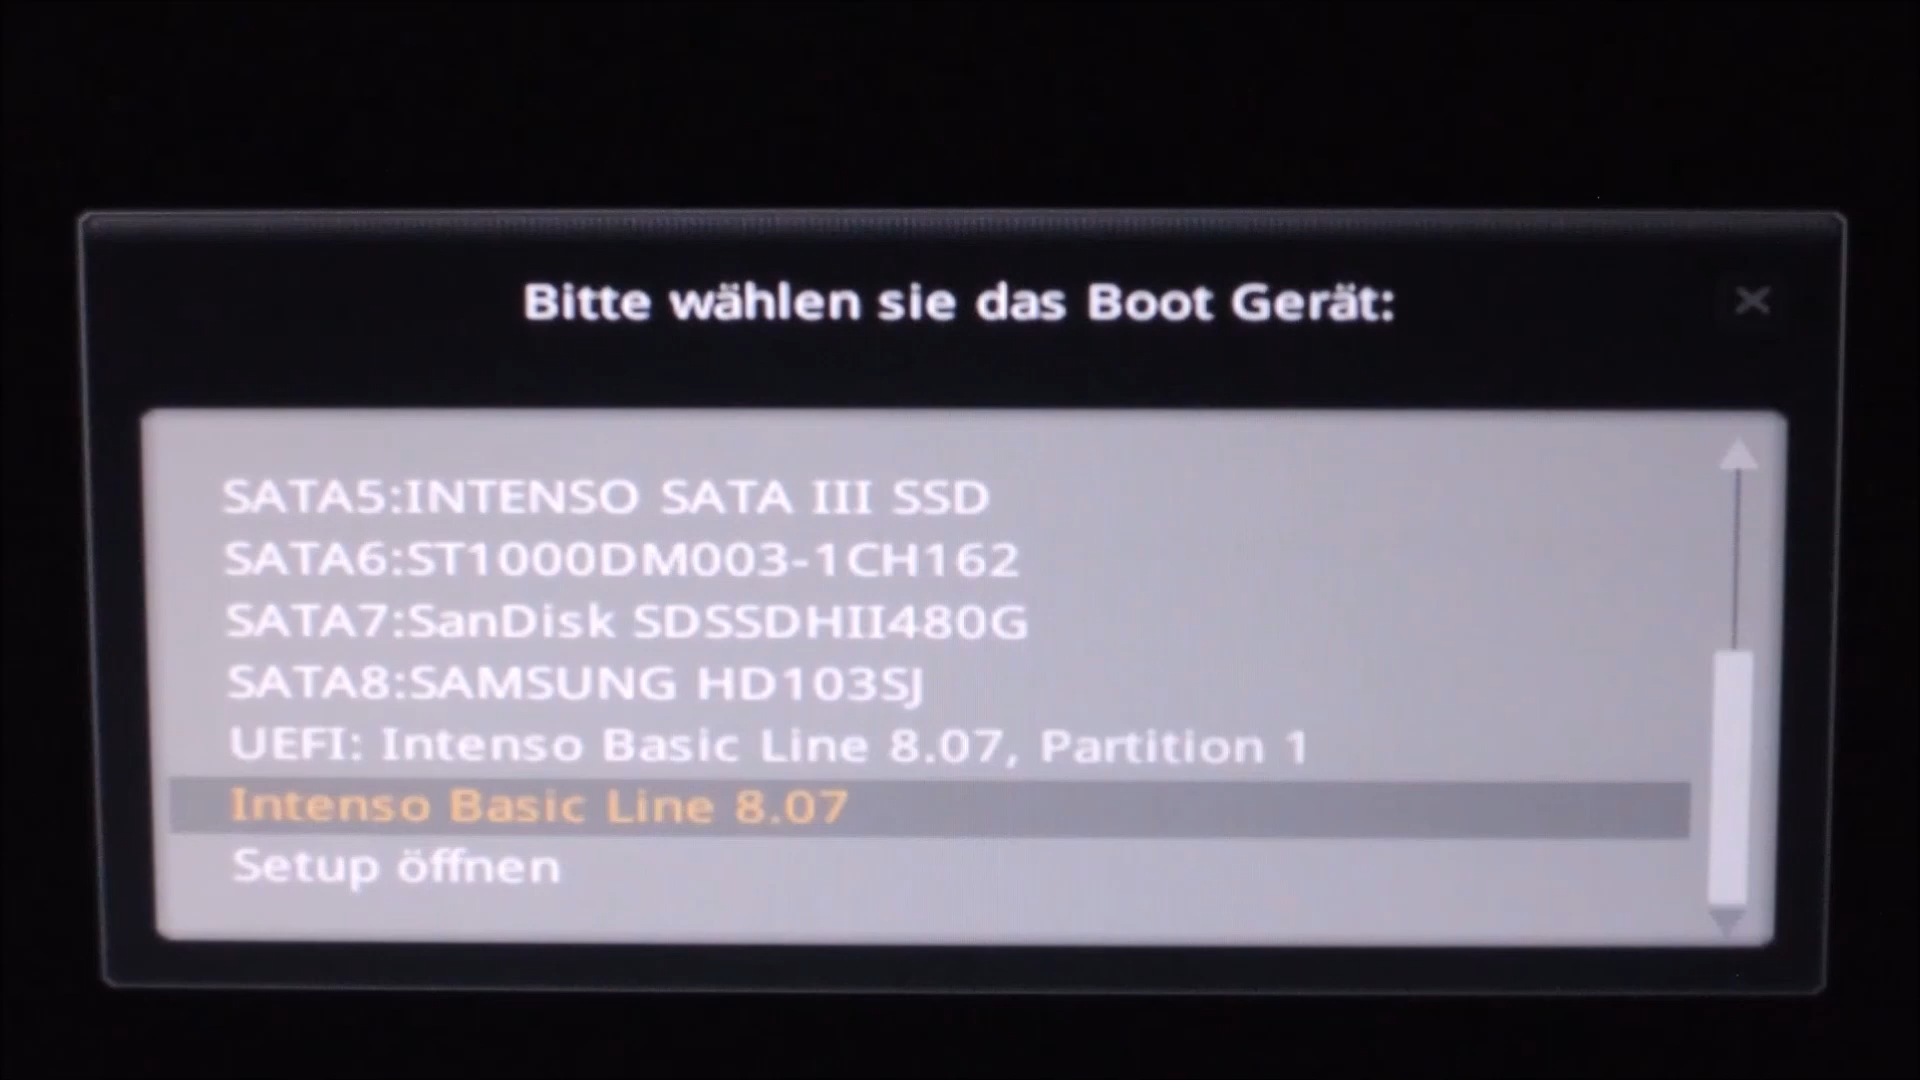 Bitte wählen sie das Boot Gerät:
SATA5:INTENSO SATA III SSD
SATA6:ST1000DM003-1CH162
SATA7:SanDisk SDSSDHII480G
SATA8:SAMSUNG HD103SJ
UEFI: Intenso Basic Line 8.07, Partition 1
Intenso Basic Line 8.07
Setup öffnen